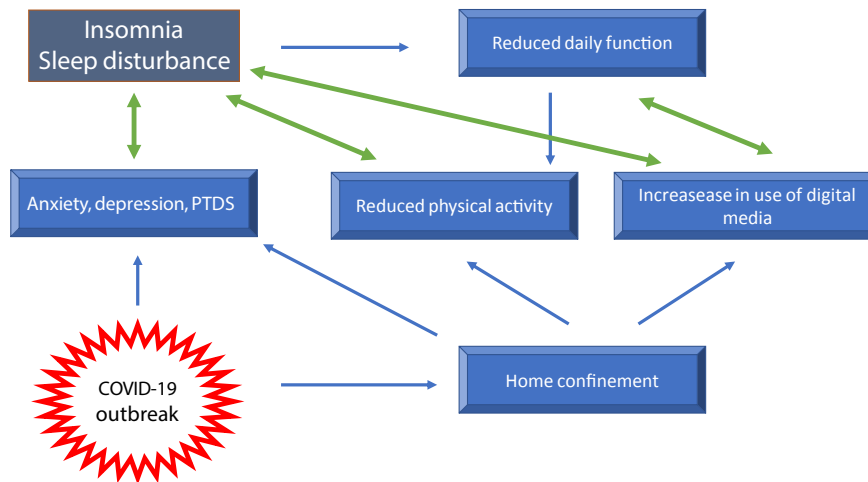 Insomnia
Sleep disturbance
Reduced daily function
Anxiety, depression, PTDS
Reduced physical activity
Increasease in use of digital
media
COVID-19
outbreak
Home confinement